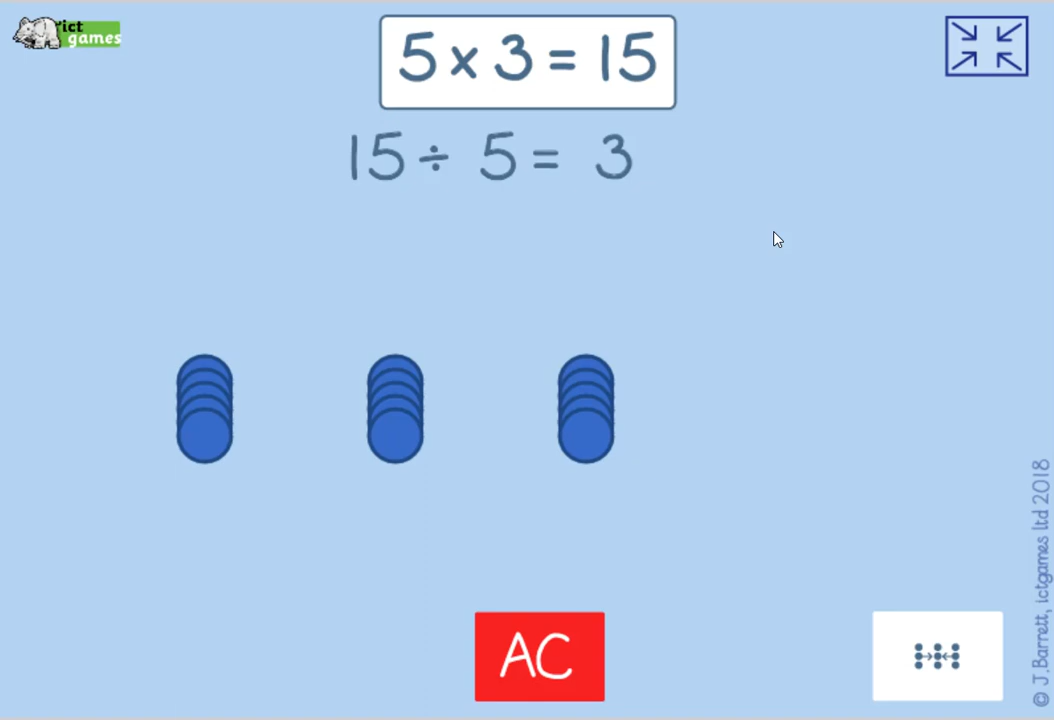 ict
games
5 x 3 = 15
15 ÷ 5 = 3
AC
© J.Barrett, ictgames ltd 2018